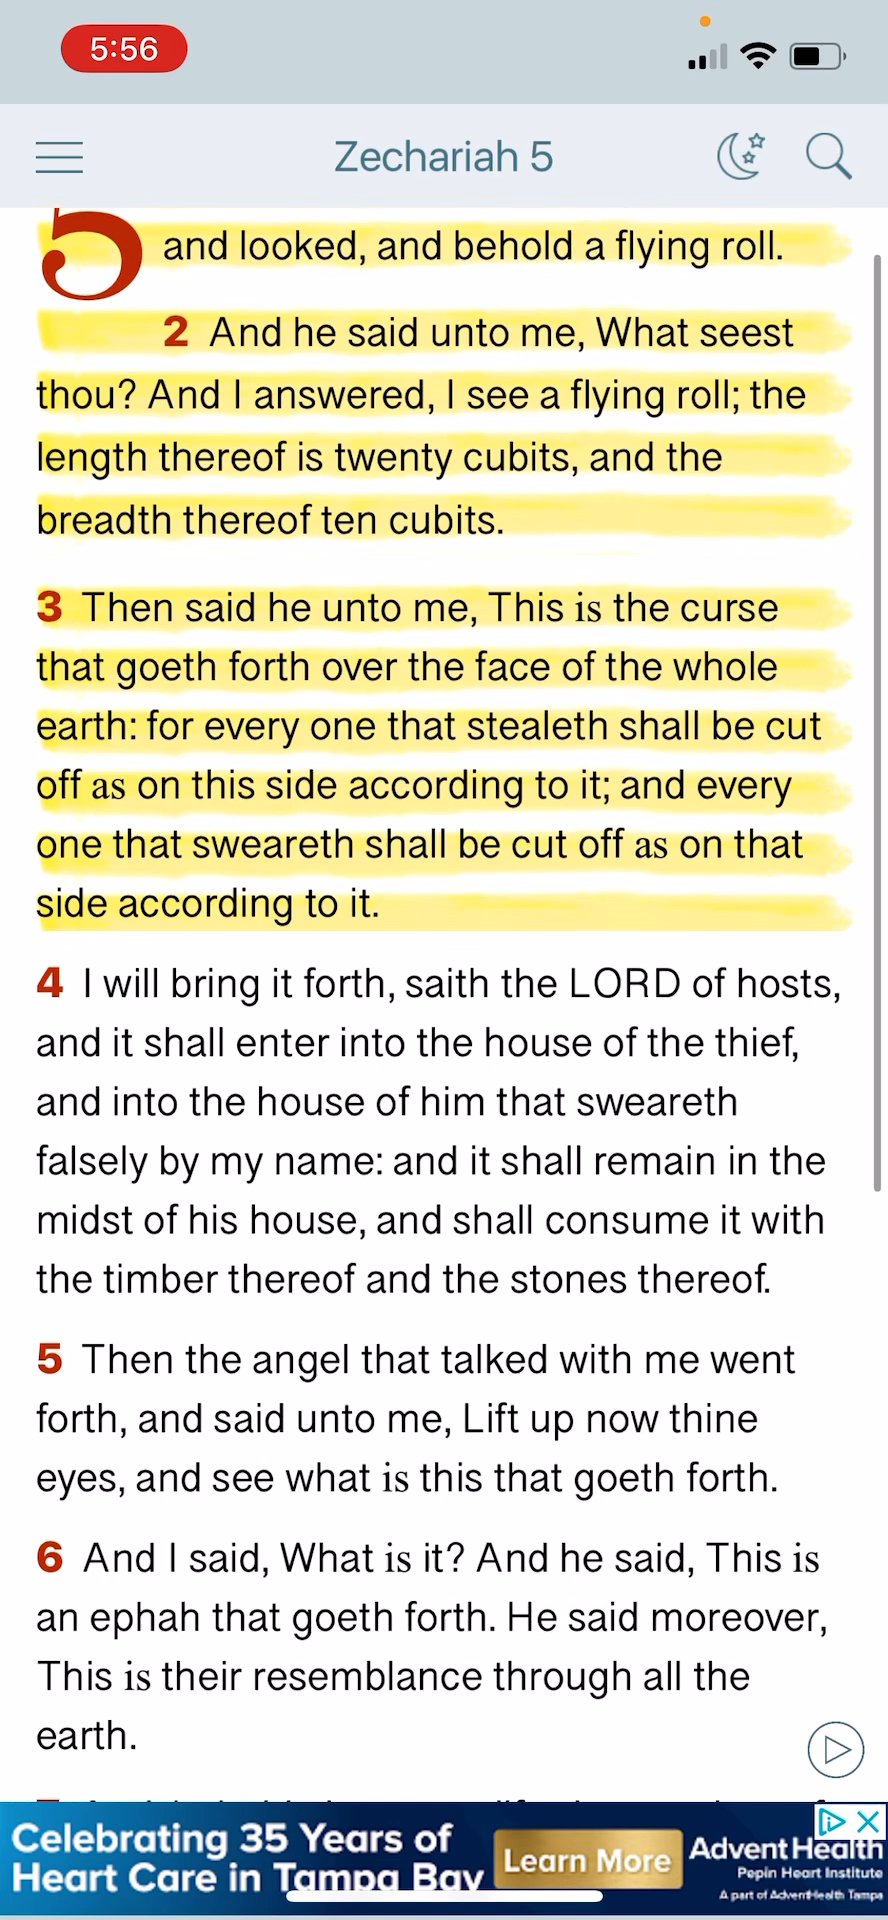 5:56
Zechariah 5
5 and looked, and behold a flying roll.
2 And he said unto me, What seest
thou? And I answered, I see a flying roll; the
length thereof is twenty cubits, and the
breadth thereof ten cubits.
3 Then said he unto me, This is the curse
that goeth forth over the face of the whole
earth: for every one that stealeth shall be cut
off as on this side according to it; and every
one that sweareth shall be cut off as on that
side according to it.
4 I will bring it forth, saith the LORD of hosts,
and it shall enter into the house of the thief,
and into the house of him that sweareth
falsely by my name: and it shall remain in the
midst of his house, and shall consume it with
the timber thereof and the stones thereof.
5 Then the angel that talked with me went
forth, and said unto me, Lift up now thine
eyes, and see what is this that goeth forth.
6 And I said, What is it? And he said, This is
an ephah that goeth forth. He said moreover,
This is their resemblance through all the
earth.
Celebrating 35 Years of
Heart Care in Tampa Bay
Learn More
AdventHealth
Pepin Heart Institute
A part of AdventHealth Tampa